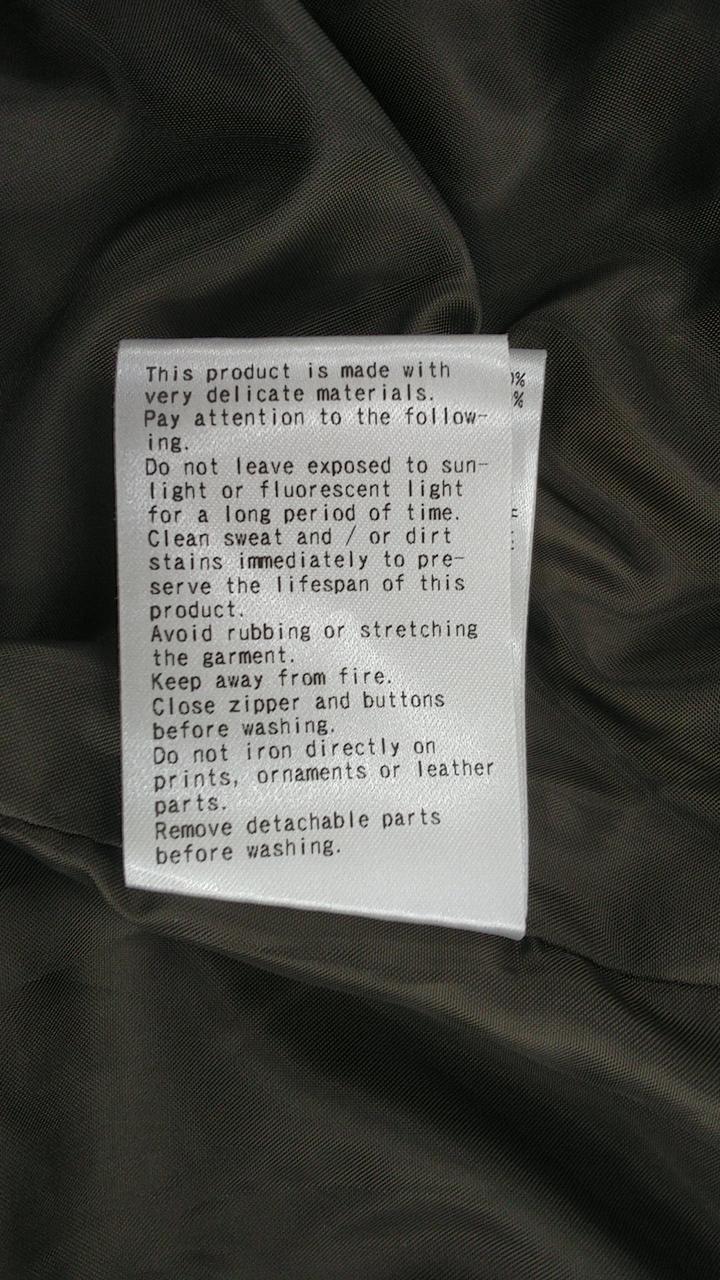 This product is made with
very delicate materials.
Pay attention to the follow-
ing.
Do not leave exposed to sun-
light or fluorescent light
for a long period of time.
Clean sweat and / or dirt
stains immediately to pre-
serve the lifespan of this
product.
Avoid rubbing or stretching
the garment.
Keep away from fire.
Close zipper and buttons
before washing.
Do not iron directly on
prints, ornaments or leather
parts.
Remove detachable parts
before washing.
%
%